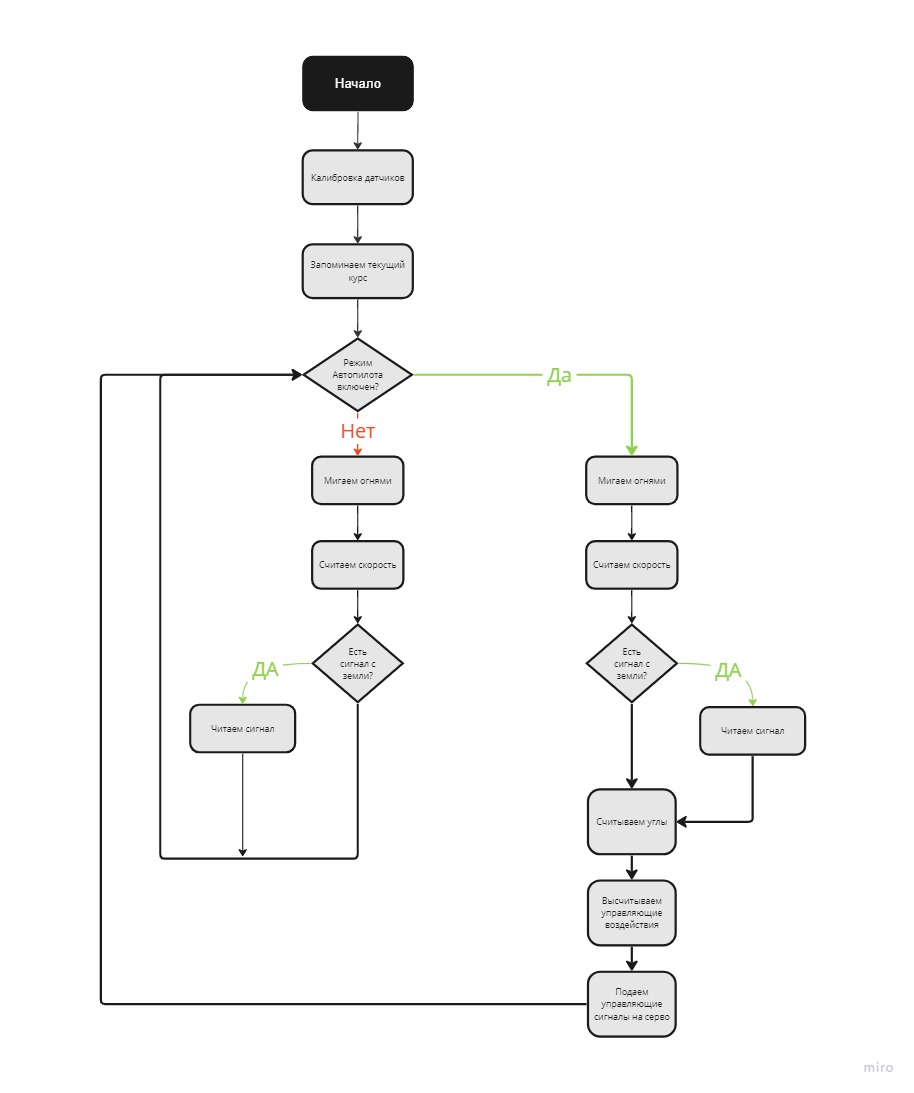 Начало
Калибровка датчиков
Запоминаем текущий
курс
Режим
Автопилота
включен?
Да
Нет
Мигаем огнями
Мигаем огнями
Считаем скорость
Считаем скорость
Есть
сигнал с
земли?
ДА
Есть
сигнал с
земли?
ДА
Читаем сигнал
Читаем сигнал
Считываем углы
Высчитываем
управляющие
воздействия
Подаем
управляющие
сигналы на серво
miro